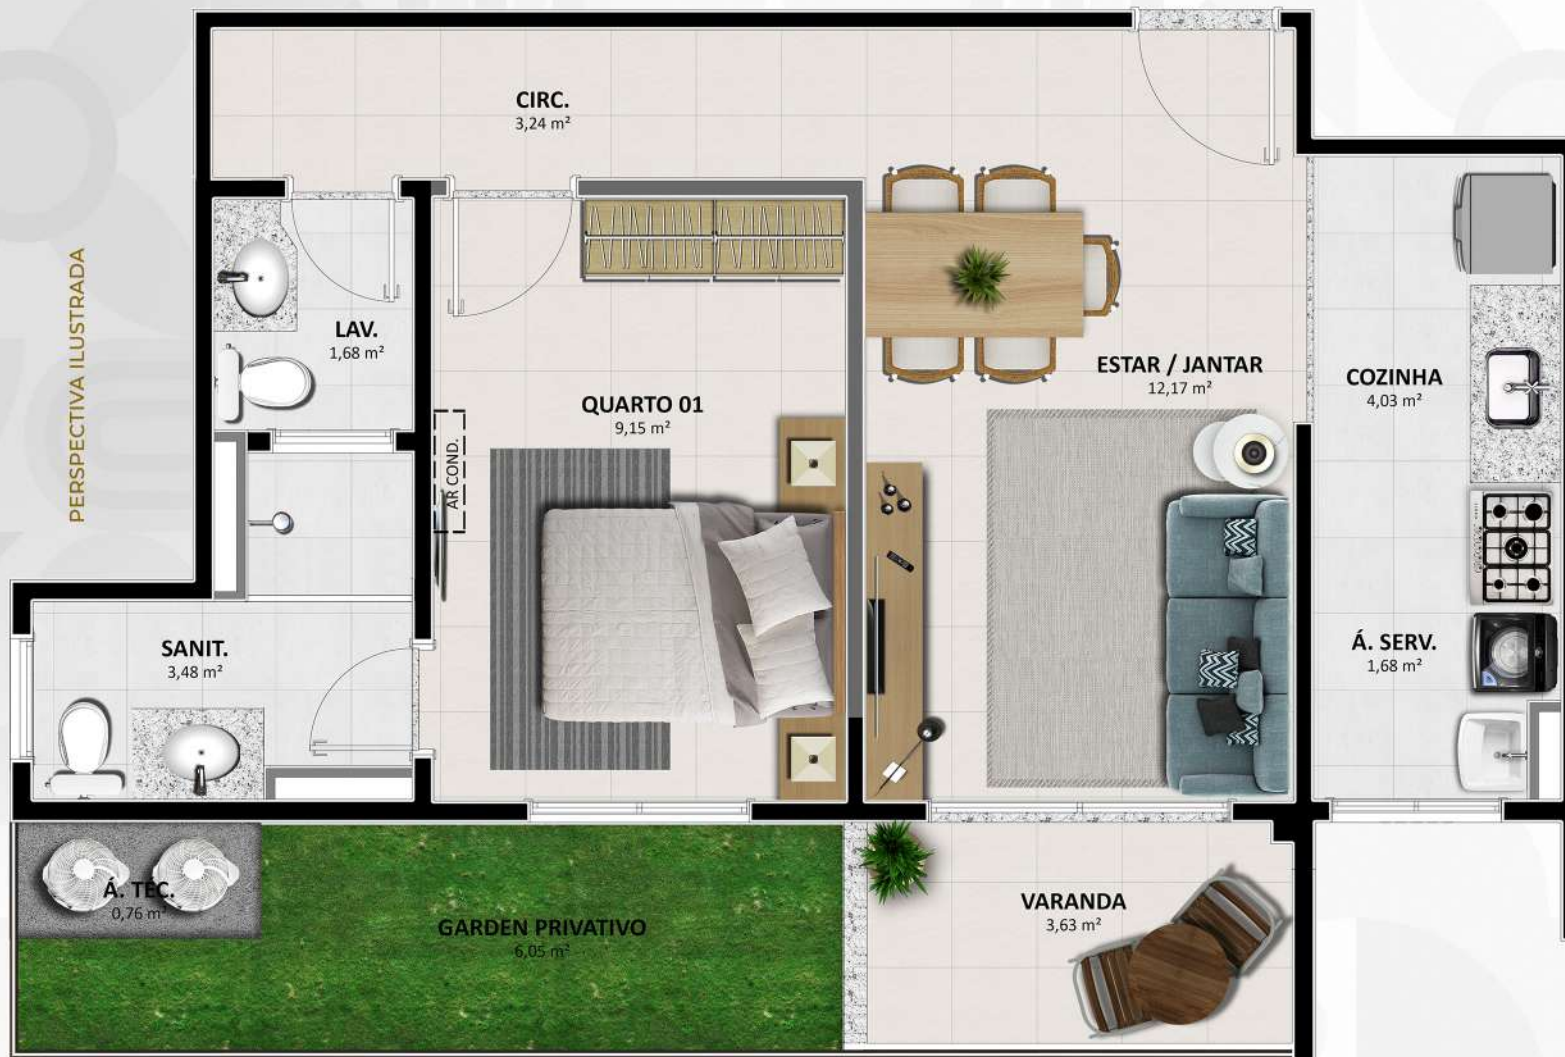 PERSPECTIVA ILUSTRADA
CIRC.
3,24 m²
LAV.
1,68 m²
QUARTO 01
9,15 m²
AR COND.
ESTAR / JANTAR
12,17 m²
COZINHA
4,03 m²
SANIT.
3,48 m²
Á. SERV.
1,68 m²
Á. TÉC.
0,76 m²
GARDEN PRIVATIVO
6,05 m²
VARANDA
3,63 m²